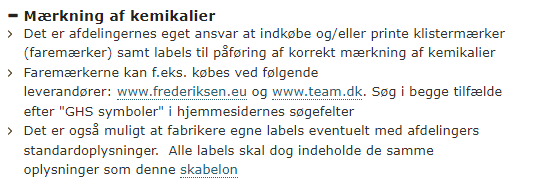 Mærkning af kemikalier
Det er afdelingernes eget ansvar at indkøbe og/eller printe klistermærker
(faremærker) samt labels til påføring af korrekt mærkning af kemikalier
Faremærkerne kan f.eks. købes ved følgende
leverandører: www.frederiksen.eu og www.team.dk. Søg i begge tilfælde
efter "GHS symboler" i hjemmesidernes søgefelter
Det er også muligt at fabrikere egne labels eventuelt med afdelingers
standardoplysninger. Alle labels skal dog indeholde de samme
oplysninger som denne skabelon